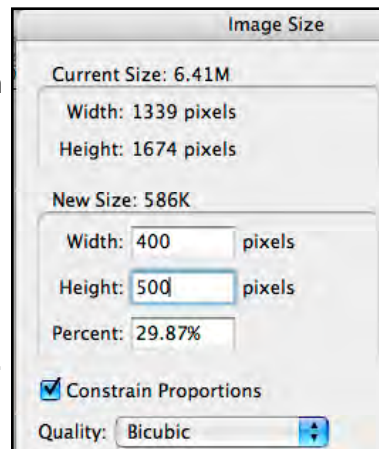 Image Size
Current Size: 6.41M
Width: 1339 pixels
Height: 1674 pixels
New Size: 586K
Width: 400 pixels
Height: 500 pixels
Percent: 29.87%
Constrain Proportions
Quality: Bicubic